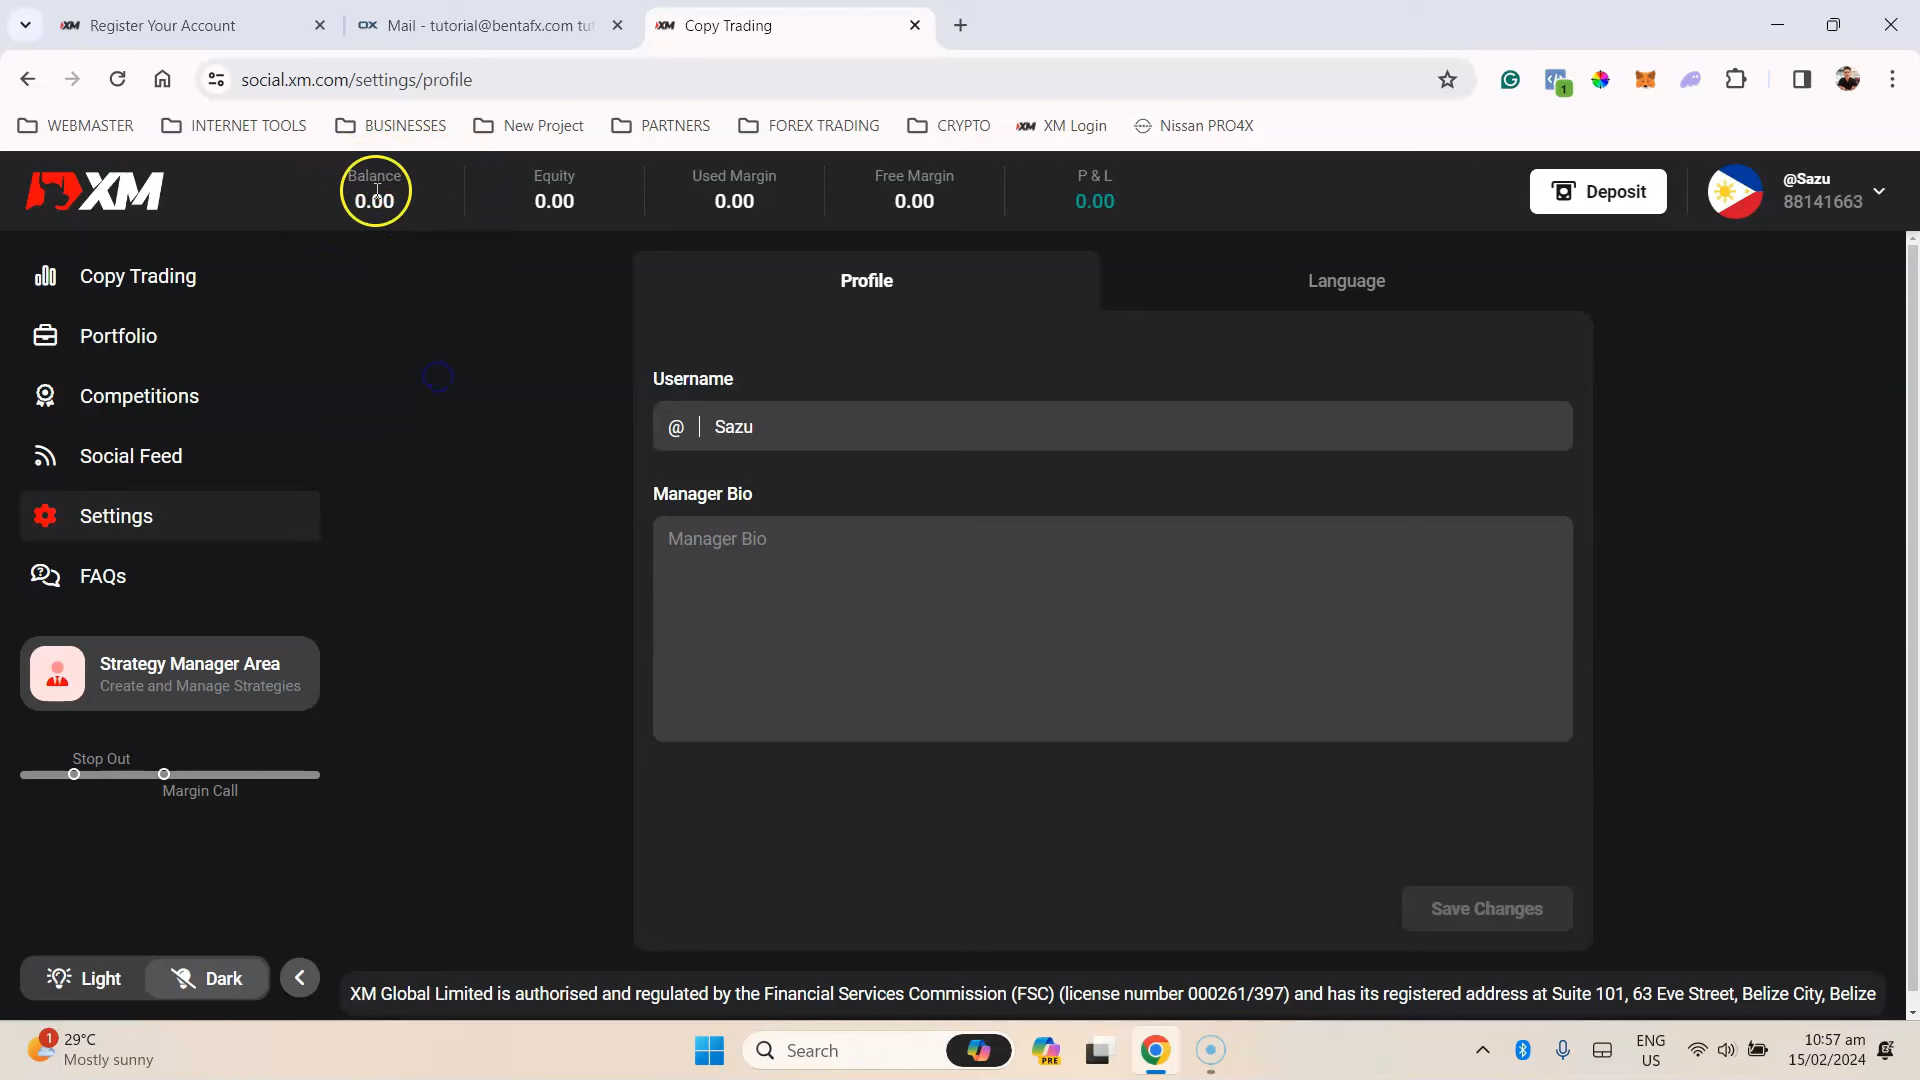 Register Your Account
Mail - tutorial@bentafx.com tut
Copy Trading
social.xm.com/settings/profile
1
WEBMASTER
INTERNET TOOLS
BUSINESSES
New Project
PARTNERS
FOREX TRADING
CRYPTO
XM Login
Nissan PRO4X
XM
Balance
0.00
Equity
0.00
Used Margin
0.00
Free Margin
0.00
P & L
0.00
Deposit
@Sazu
88141663
Copy Trading
Portfolio
Competitions
Social Feed
Settings
FAQs
Strategy Manager Area
Create and Manage Strategies
Stop Out
Margin Call
Light
Dark
Profile
Language
Username
@ Sazu
Manager Bio
Manager Bio
Save Changes
XM Global Limited is authorised and regulated by the Financial Services Commission (FSC) (license number 000261/397) and has its registered address at Suite 101, 63 Eve Street, Belize City, Belize
1
29°C
Mostly sunny
Search
PRE
ENG
US
10:57 am
15/02/2024